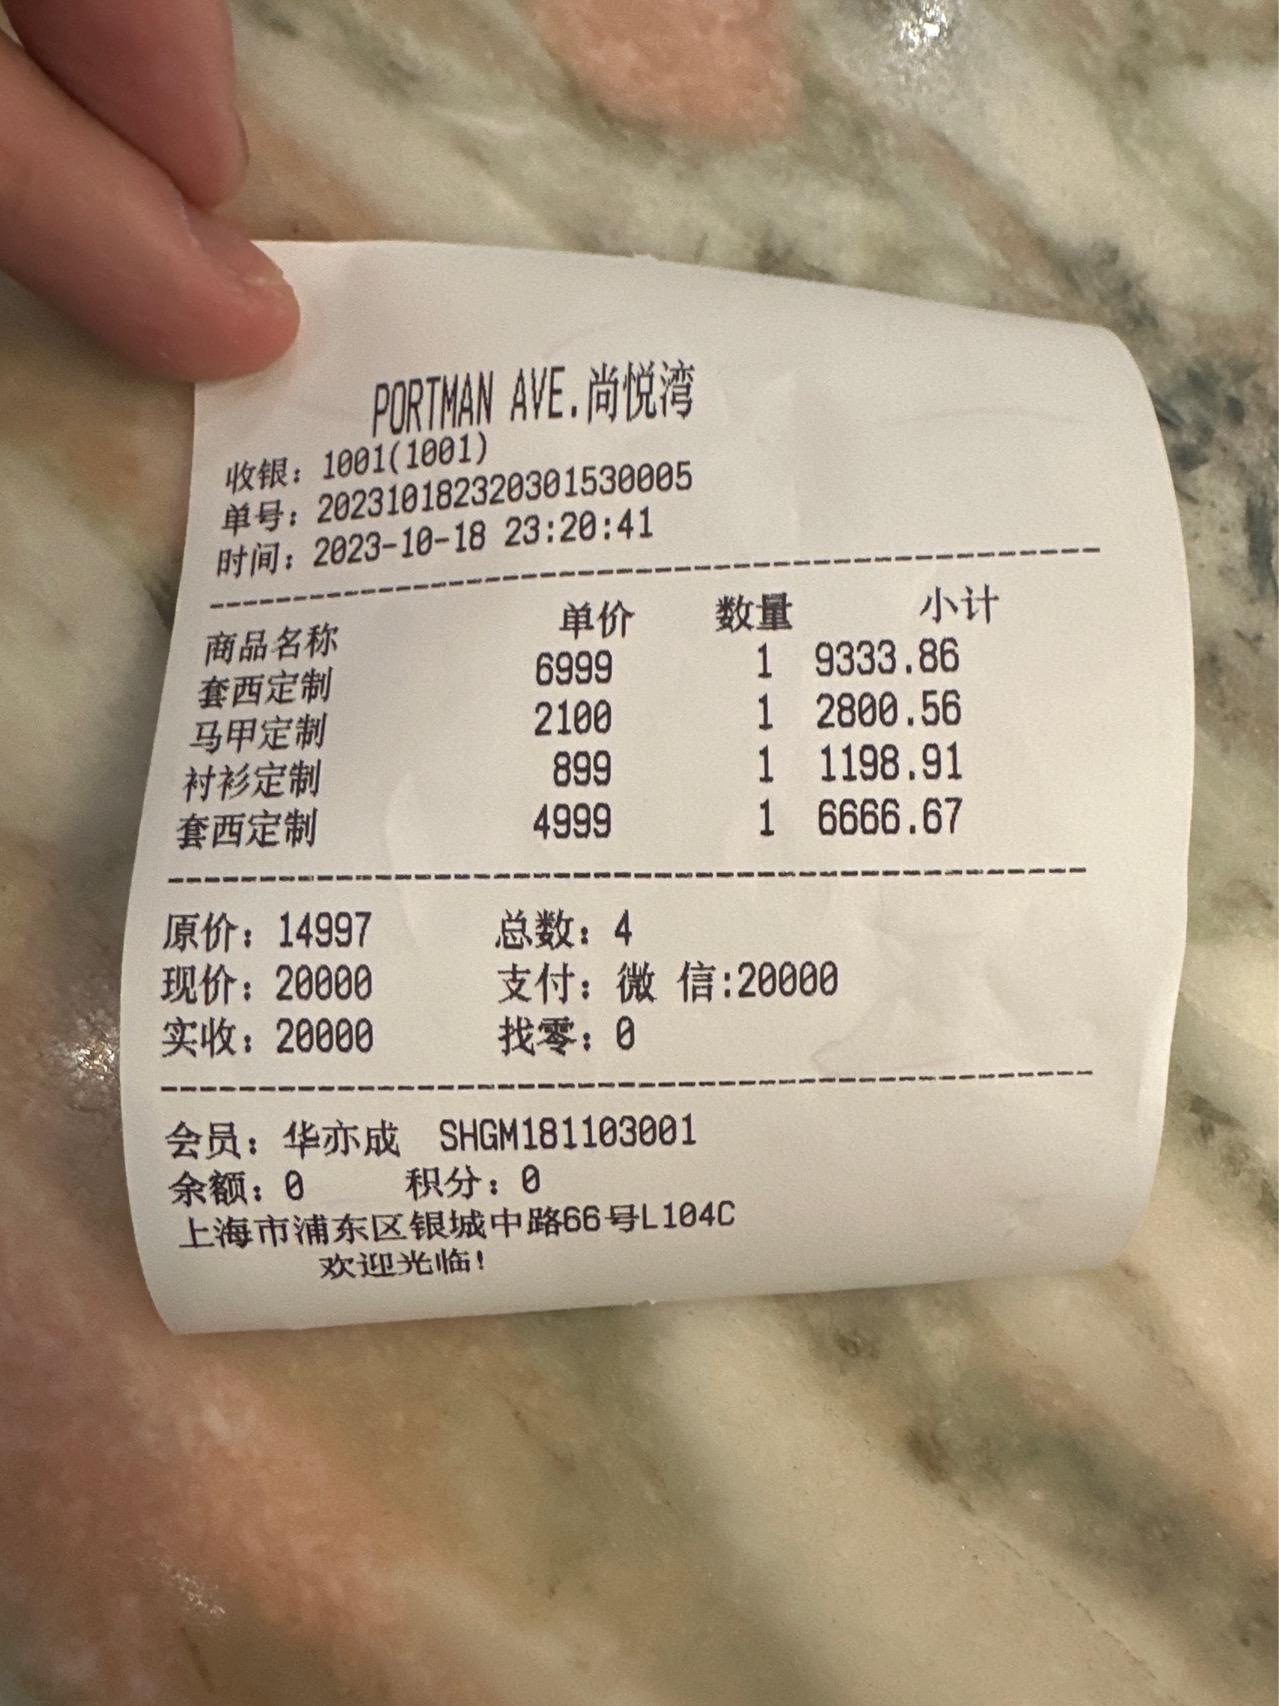 PORTMAN AVE.尚悦湾
收银：1001(1001)
单号：202310182320301530005
时间：2023-10-18 23:20:41
商品名称 单价 数量 小计
套西定制 6999 1 9333.86
马甲定制 2100 1 2800.56
衬衫定制 899 1 1198.91
套西定制 4999 1 6666.67
原价：14997 总数：4
现价：20000 支付：微 信:20000
实收：20000 找零：0
会员：华亦成 SHGM181103001
余额：0 积分：0
上海市浦东区银城中路66号L104C
欢迎光临!